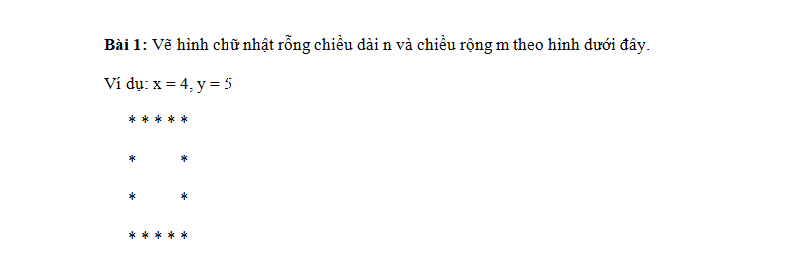 Bài 1: Vẽ hình chữ nhật rỗng chiều dài n và chiều rộng m theo hình dưới đây.
Ví dụ: x = 4, y = 5
* * * * *
*       *
*       *
* * * * *